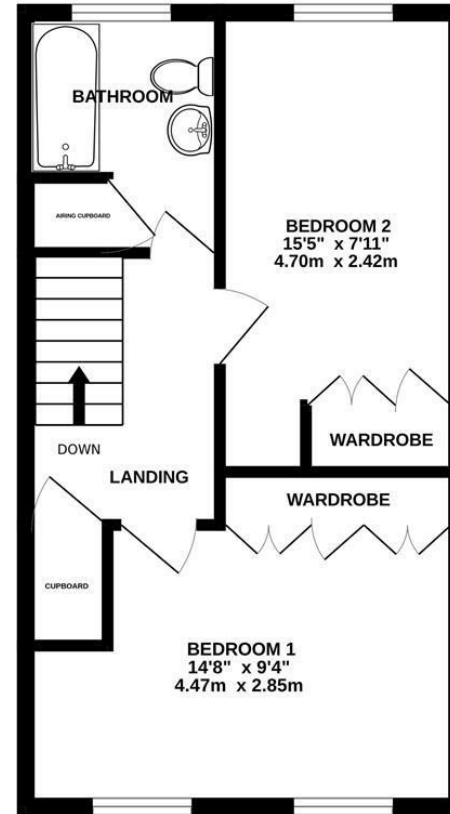 BATHROOM
AIRING CUPBOARD
BEDROOM 2
15'5" x 7'11"
4.70m x 2.42m
WARDROBE
DOWN
LANDING
WARDROBE
CUPBOARD
BEDROOM 1
14'8" x 9'4"
4.47m x 2.85m